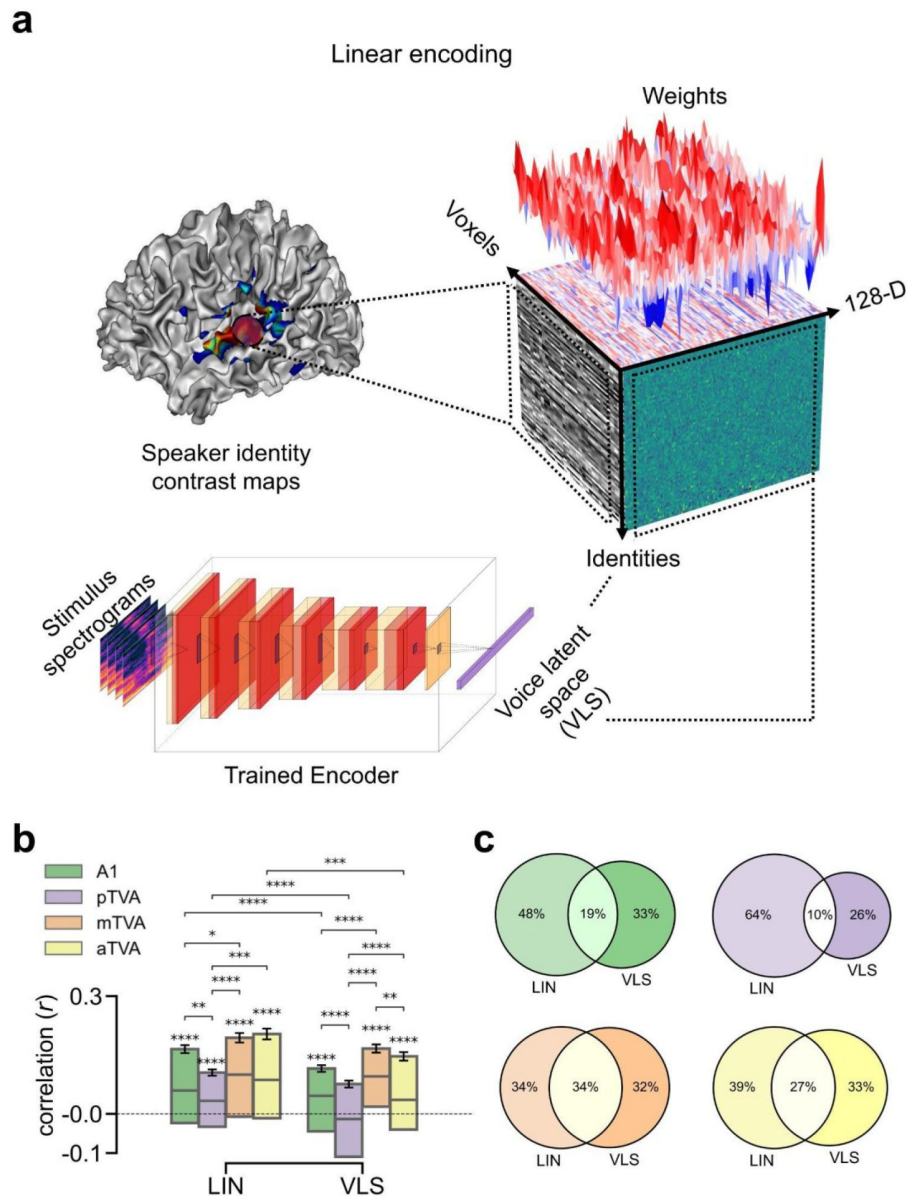 a
Linear encoding
Weights
Voxels
128-D
Speaker identity
contrast maps
Identities
Stimulus
spectrograms
Voice latent
space
(VLS)
Trained Encoder
b
A1
pTVA
mTVA
aTVA
***
****
****
****
*
****
***
****
****
**
**
****
****
****
****
****
****
****
****
****
****
0.3
-0.0
-0.1
correlation (r)
LIN
VLS
c
48%
19%
33%
LIN
VLS
64%
10%
26%
LIN
VLS
34%
34%
32%
LIN
VLS
39%
27%
33%
LIN
VLS